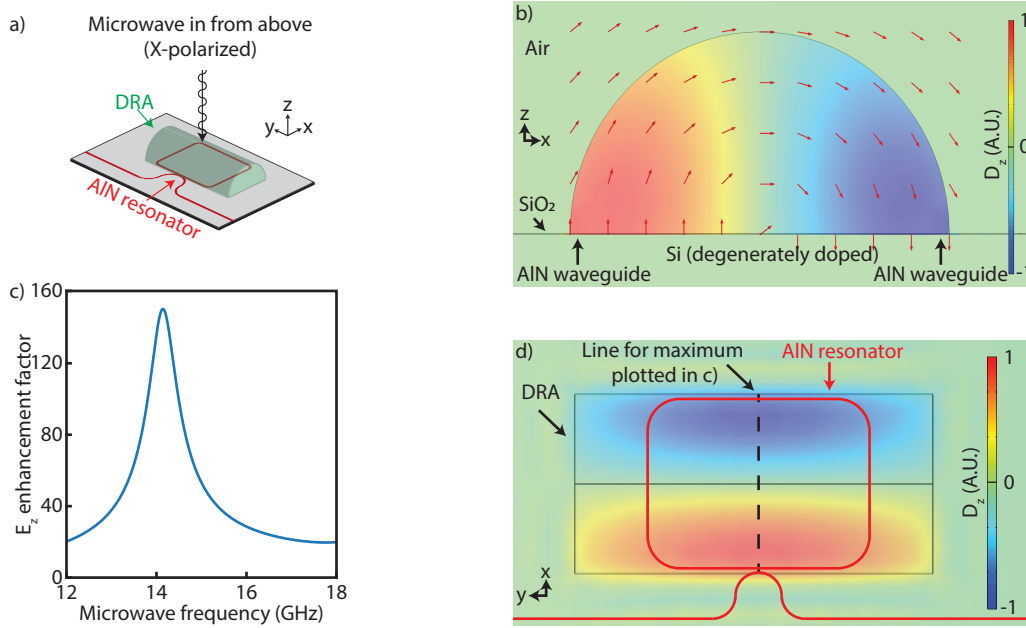 a)
Microwave in from above
(X-polarized)
DRA
z
y
x
AlN resonator
b)
Air
z
x
SiO₂
Si (degenerately doped)
AlN waveguide
AlN waveguide
1
0
-1
D_z (A.U.)
c)
160
120
80
40
0
12
14
16
18
E_z enhancement factor
Microwave frequency (GHz)
d)
Line for maximum
plotted in c)
AlN resonator
DRA
x
y
1
0
-1
D_z (A.U.)